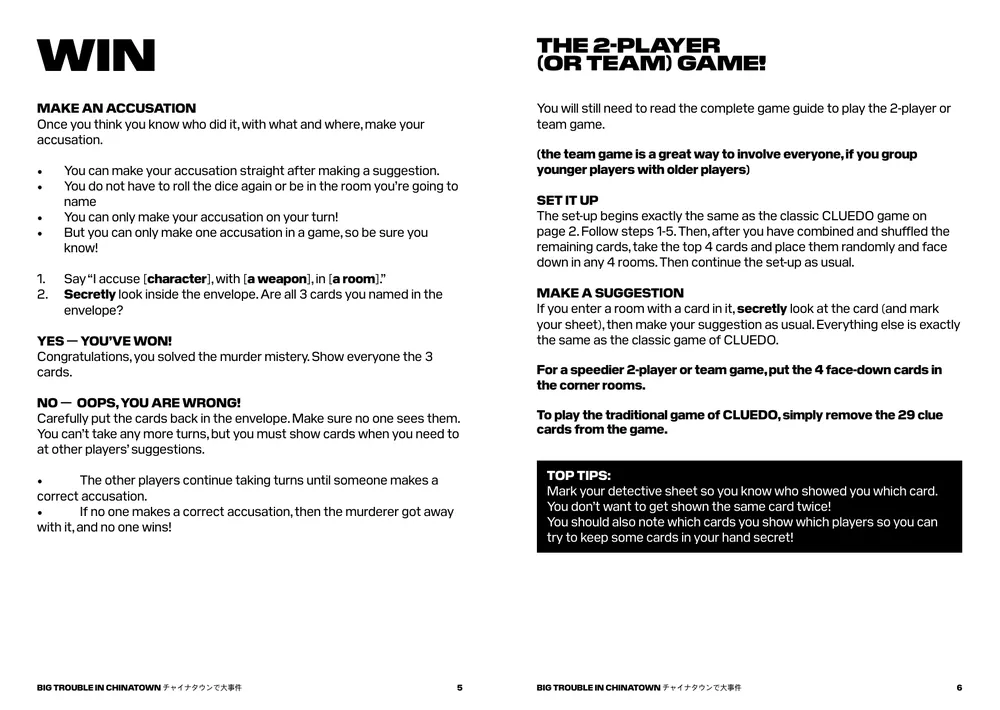 WIN
MAKE AN ACCUSATION
Once you think you know who did it, with what and where, make your
accusation.
• You can make your accusation straight after making a suggestion.
• You do not have to roll the dice again or be in the room you're going to
name
• You can only make your accusation on your turn!
• But you can only make one accusation in a game, so be sure you
know!
1. Say “I accuse [character], with [a weapon], in [a room].”
2. Secretly look inside the envelope. Are all 3 cards you named in the
envelope?
YES — YOU'VE WON!
Congratulations, you solved the murder mistery. Show everyone the 3
cards.
NO — OOPS, YOU ARE WRONG!
Carefully put the cards back in the envelope. Make sure no one sees them.
You can't take any more turns, but you must show cards when you need to
at other players' suggestions.
• The other players continue taking turns until someone makes a
correct accusation.
• If no one makes a correct accusation, then the murderer got away
with it, and no one wins!
BIG TROUBLE IN CHINATOWN チャイナタウンで大事件 5
THE 2-PLAYER
(OR TEAM) GAME!
You will still need to read the complete game guide to play the 2-player or
team game.
(the team game is a great way to involve everyone, if you group
younger players with older players)
SET IT UP
The set-up begins exactly the same as the classic CLUEDO game on
page 2. Follow steps 1-5. Then, after you have combined and shuffled the
remaining cards, take the top 4 cards and place them randomly and face
down in any 4 rooms. Then continue the set-up as usual.
MAKE A SUGGESTION
If you enter a room with a card in it, secretly look at the card (and mark
your sheet), then make your suggestion as usual. Everything else is exactly
the same as the classic game of CLUEDO.
For a speedier 2-player or team game, put the 4 face-down cards in
the corner rooms.
To play the traditional game of CLUEDO, simply remove the 29 clue
cards from the game.
TOP TIPS:
Mark your detective sheet so you know who showed you which card.
You don't want to get shown the same card twice!
You should also note which cards you show which players so you can
try to keep some cards in your hand secret!
BIG TROUBLE IN CHINATOWN チャイナタウンで大事件 6